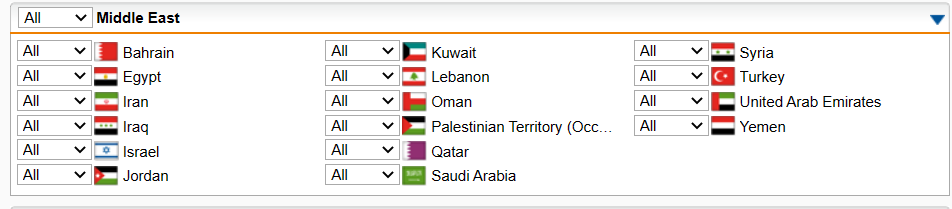 All Middle East
All Bahrain
All Egypt
All Iran
All Iraq
All Israel
All Jordan
All Kuwait
All Lebanon
All Oman
All Palestinian Territory (Occ...
All Qatar
All Saudi Arabia
All Syria
All Turkey
All United Arab Emirates
All Yemen